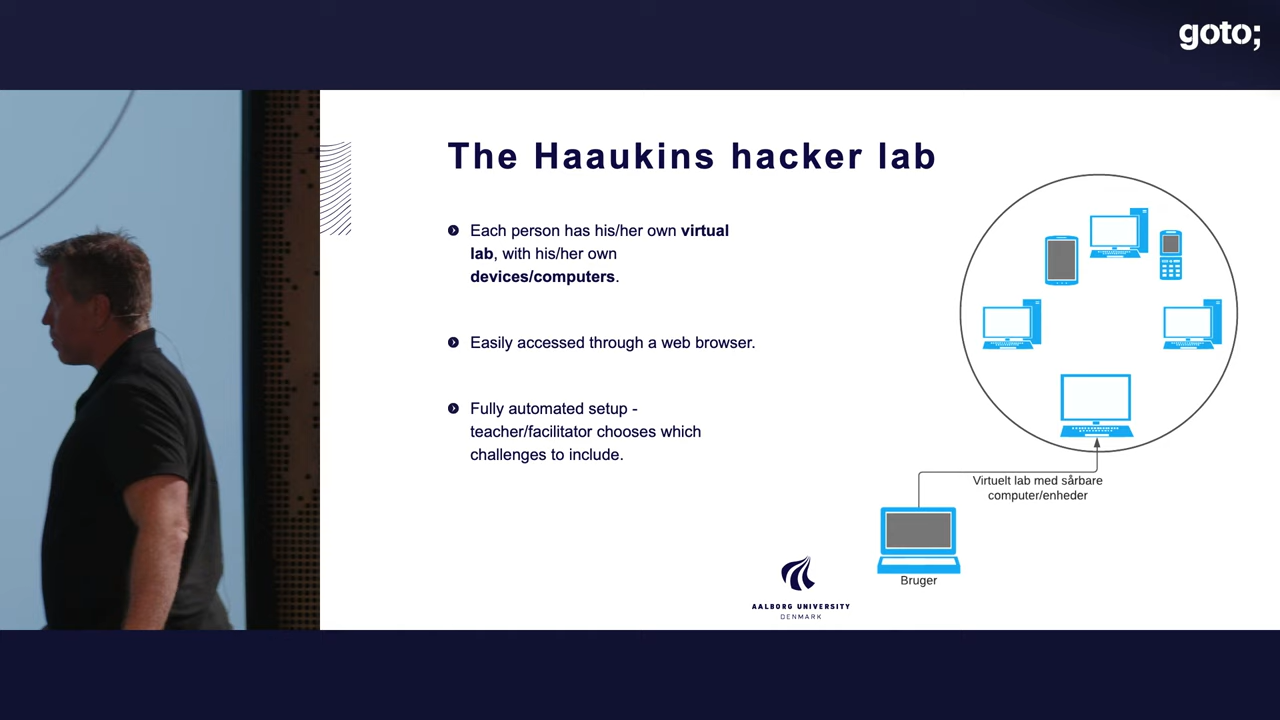 goto;
The Haaukins hacker lab
Each person has his/her own virtual
lab, with his/her own
devices/computers.
Easily accessed through a web browser.
Fully automated setup -
teacher/facilitator chooses which
challenges to include.
Virtuelt lab med sårbare
computer/enheder
Bruger
AALBORG UNIVERSITY
DENMARK